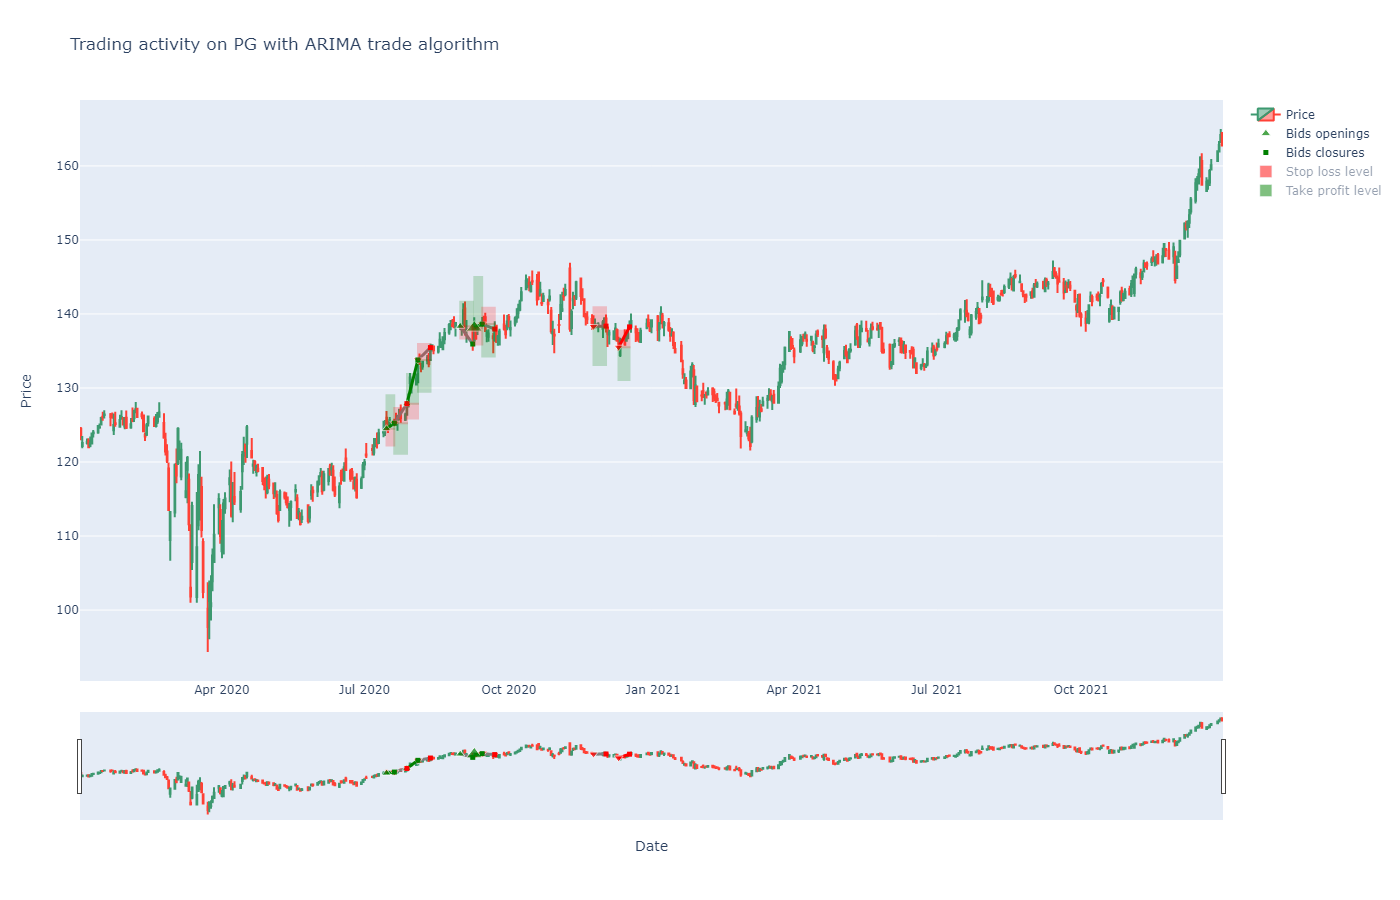 Trading activity on PG with ARIMA trade algorithm
Price
Bids openings
Bids closures
Stop loss level
Take profit level
160
150
140
130
120
110
100
Price
Apr 2020
Jul 2020
Oct 2020
Jan 2021
Apr 2021
Jul 2021
Oct 2021
Date